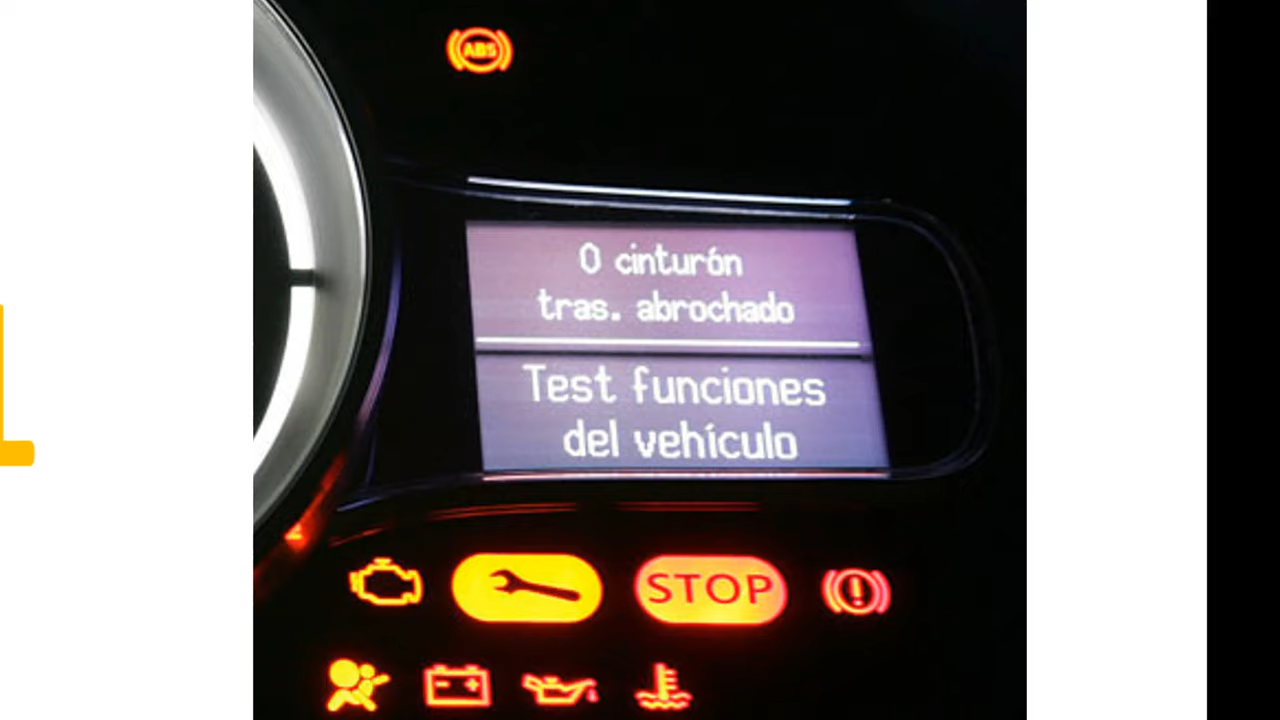 ABS
0 cinturón
tras. abrochado
Test funciones
del vehículo
STOP